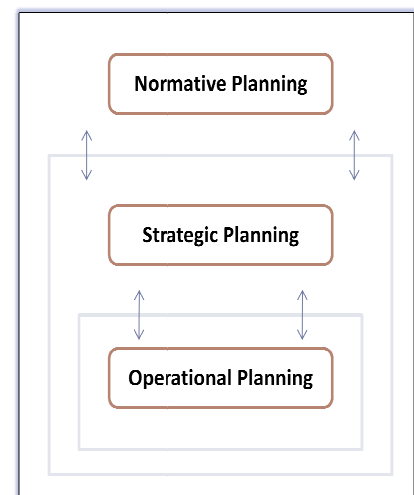 Normative Planning
Strategic Planning
Operational Planning